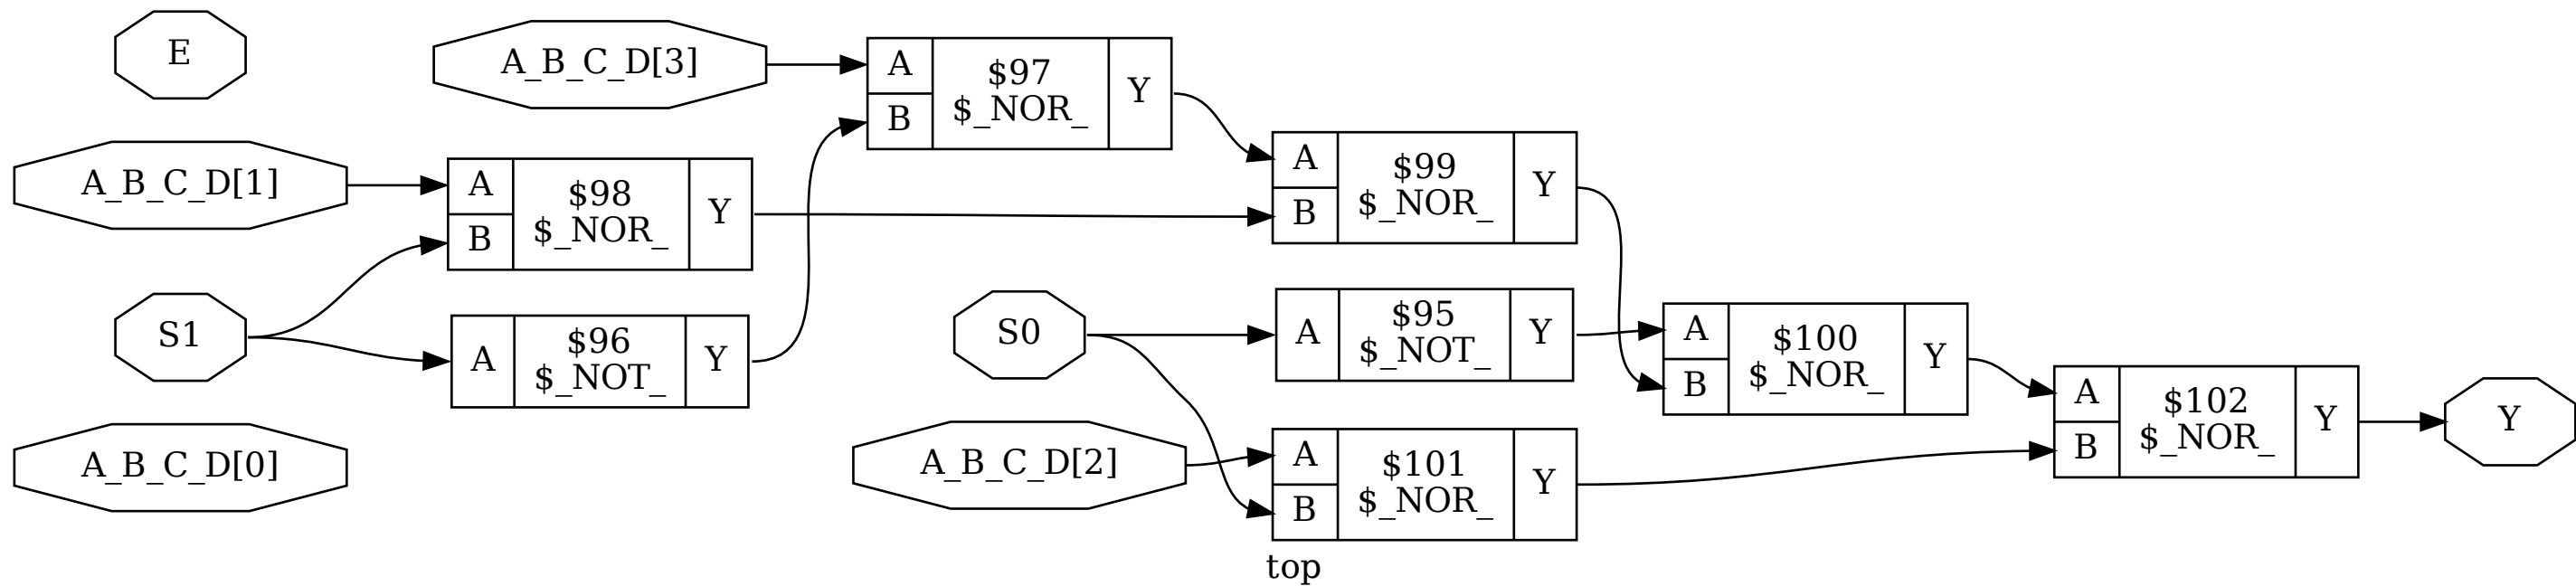 E
A_B_C_D[3]
A
B
$97
$_NOR_
Y
A_B_C_D[1]
A
B
$98
$_NOR_
Y
A
B
$99
$_NOR_
Y
S1
A
$96
$_NOT_
Y
S0
A
$95
$_NOT_
Y
A
B
$100
$_NOR_
Y
A_B_C_D[0]
A_B_C_D[2]
A
B
$101
$_NOR_
Y
A
B
$102
$_NOR_
Y
Y
top